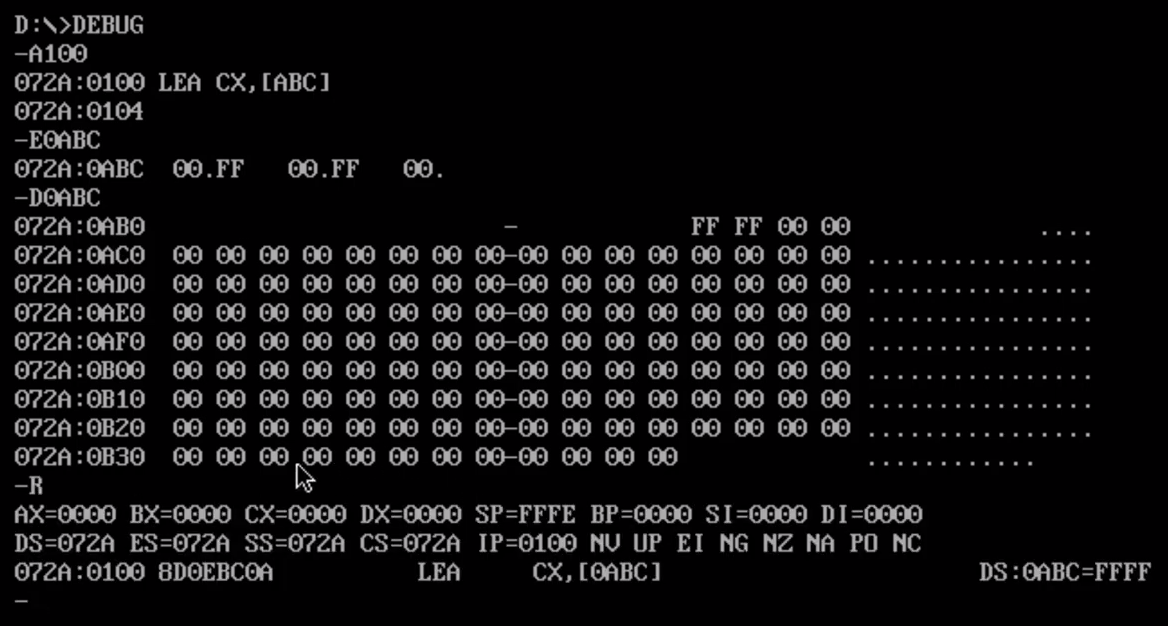 D:\>DEBUG
-A100
072A:0100 LEA CX,[ABC]
072A:0104
-E0ABC
072A:0ABC  00.FF   00.FF   00.
-D0ABC
072A:0AB0                         -            FF FF 00 00               ....
072A:0AC0  00 00 00 00 00 00 00 00-00 00 00 00 00 00 00 00 ................
072A:0AD0  00 00 00 00 00 00 00 00-00 00 00 00 00 00 00 00 ................
072A:0AE0  00 00 00 00 00 00 00 00-00 00 00 00 00 00 00 00 ................
072A:0AF0  00 00 00 00 00 00 00 00-00 00 00 00 00 00 00 00 ................
072A:0B00  00 00 00 00 00 00 00 00-00 00 00 00 00 00 00 00 ................
072A:0B10  00 00 00 00 00 00 00 00-00 00 00 00 00 00 00 00 ................
072A:0B20  00 00 00 00 00 00 00 00-00 00 00 00 00 00 00 00 ................
072A:0B30  00 00 00 00 00 00 00 00-00 00 00 00             ............
-R
AX=0000 BX=0000 CX=0000 DX=0000 SP=FFFE BP=0000 SI=0000 DI=0000
DS=072A ES=072A SS=072A CS=072A IP=0100 NV UP EI NG NZ NA PO NC
072A:0100 8D0EBC0A          LEA     CX,[0ABC]                      DS:0ABC=FFFF
-